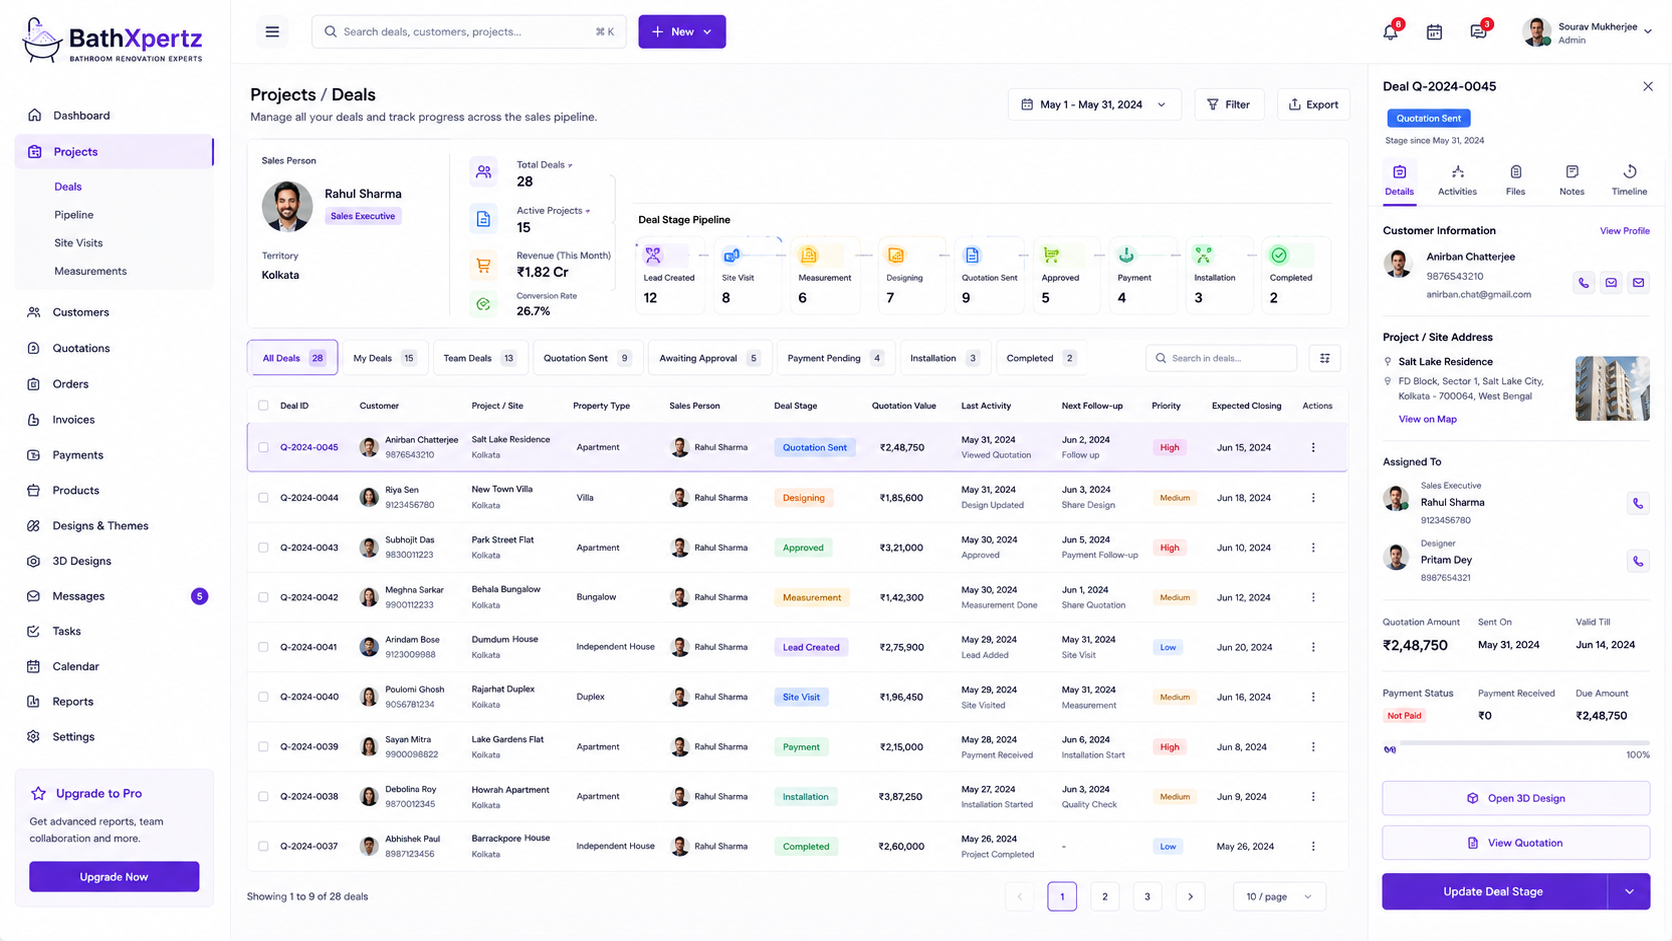 BathXpertz
BATHROOM RENOVATION EXPERTS
Dashboard
Projects
Deals
Pipeline
Site Visits
Measurements
Customers
Quotations
Orders
Invoices
Payments
Products
Designs & Themes
3D Designs
Messages 5
Tasks
Calendar
Reports
Settings
Upgrade to Pro
Get advanced reports, team
collaboration and more.
Upgrade Now
Search deals, customers, projects... ⌘ K
+ New
6
3
Sourav Mukherjee
Admin
Projects / Deals
Manage all your deals and track progress across the sales pipeline.
May 1 - May 31, 2024
Filter
Export
Sales Person
Rahul Sharma
Sales Executive
Territory
Kolkata
Total Deals
28
Active Projects
15
Revenue (This Month)
₹1.82 Cr
Conversion Rate
26.7%
Deal Stage Pipeline
Lead Created
12
Site Visit
8
Measurement
6
Designing
7
Quotation Sent
9
Approved
5
Payment
4
Installation
3
Completed
2
All Deals 28
My Deals 15
Team Deals 13
Quotation Sent 9
Awaiting Approval 5
Payment Pending 4
Installation 3
Completed 2
Search in deals...
Deal ID Customer Project / Site Property Type Sales Person Deal Stage Quotation Value Last Activity Next Follow-up Priority Expected Closing Actions
Q-2024-0045 Anirban Chatterjee Salt Lake Residence Apartment Rahul Sharma Quotation Sent ₹2,48,750 May 31, 2024 Jun 2, 2024 High Jun 15, 2024
9876543210 Kolkata Viewed Quotation Follow up
Q-2024-0044 Riya Sen New Town Villa Villa Rahul Sharma Designing ₹1,85,600 May 31, 2024 Jun 3, 2024 Medium Jun 18, 2024
9123456780 Kolkata Design Updated Share Design
Q-2024-0043 Subhojit Das Park Street Flat Apartment Rahul Sharma Approved ₹3,21,000 May 30, 2024 Jun 5, 2024 High Jun 10, 2024
9830011223 Kolkata Approved Payment Follow-up
Q-2024-0042 Meghna Sarkar Behala Bungalow Bungalow Rahul Sharma Measurement ₹1,42,300 May 30, 2024 Jun 1, 2024 Medium Jun 12, 2024
9900112233 Kolkata Measurement Done Share Quotation
Q-2024-0041 Arindam Bose Dumdum House Independent House Rahul Sharma Lead Created ₹2,75,900 May 29, 2024 May 31, 2024 Low Jun 20, 2024
9123009988 Kolkata Lead Added Site Visit
Q-2024-0040 Poulomi Ghosh Rajarhat Duplex Duplex Rahul Sharma Site Visit ₹1,96,450 May 29, 2024 May 31, 2024 Medium Jun 16, 2024
9056781234 Kolkata Site Visited Measurement
Q-2024-0039 Sayan Mitra Lake Gardens Flat Apartment Rahul Sharma Payment ₹2,15,000 May 28, 2024 Jun 6, 2024 High Jun 8, 2024
9900098822 Kolkata Payment Received Installation Start
Q-2024-0038 Debolina Roy Howrah Apartment Apartment Rahul Sharma Installation ₹3,87,250 May 27, 2024 Jun 3, 2024 Medium Jun 9, 2024
9870012345 Kolkata Installation Started Quality Check
Q-2024-0037 Abhishek Paul Barrackpore House Independent House Rahul Sharma Completed ₹2,60,000 May 26, 2024 - Low May 26, 2024
8987123456 Kolkata Project Completed
Showing 1 to 9 of 28 deals
1 2 3
10 / page
Deal Q-2024-0045
Quotation Sent
Stage since May 31, 2024
Details Activities Files Notes Timeline
Customer Information View Profile
Anirban Chatterjee
9876543210
anirban.chat@gmail.com
Project / Site Address
Salt Lake Residence
FD Block, Sector 1, Salt Lake City,
Kolkata - 700064, West Bengal
View on Map
Assigned To
Sales Executive
Rahul Sharma
9123456780
Designer
Pritam Dey
8987654321
Quotation Amount Sent On Valid Till
₹2,48,750 May 31, 2024 Jun 14, 2024
Payment Status Payment Received Due Amount
Not Paid ₹0 ₹2,48,750
100%
Open 3D Design
View Quotation
Update Deal Stage